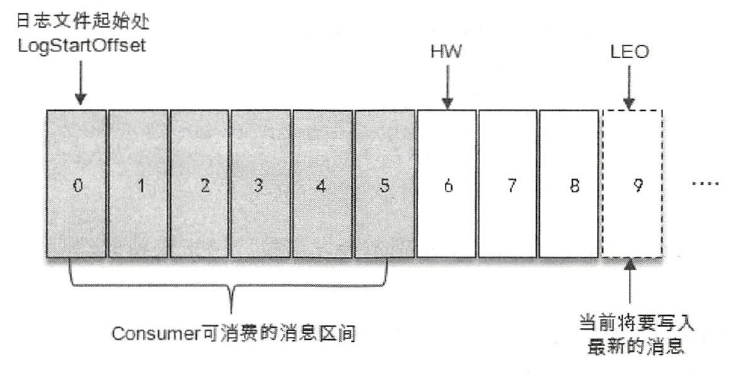 日志文件起始处
LogStartOffset
HW
LEO
0 1 2 3 4 5 6 7 8 9 ····
Consumer可消费的消息区间
当前将要写入
最新的消息